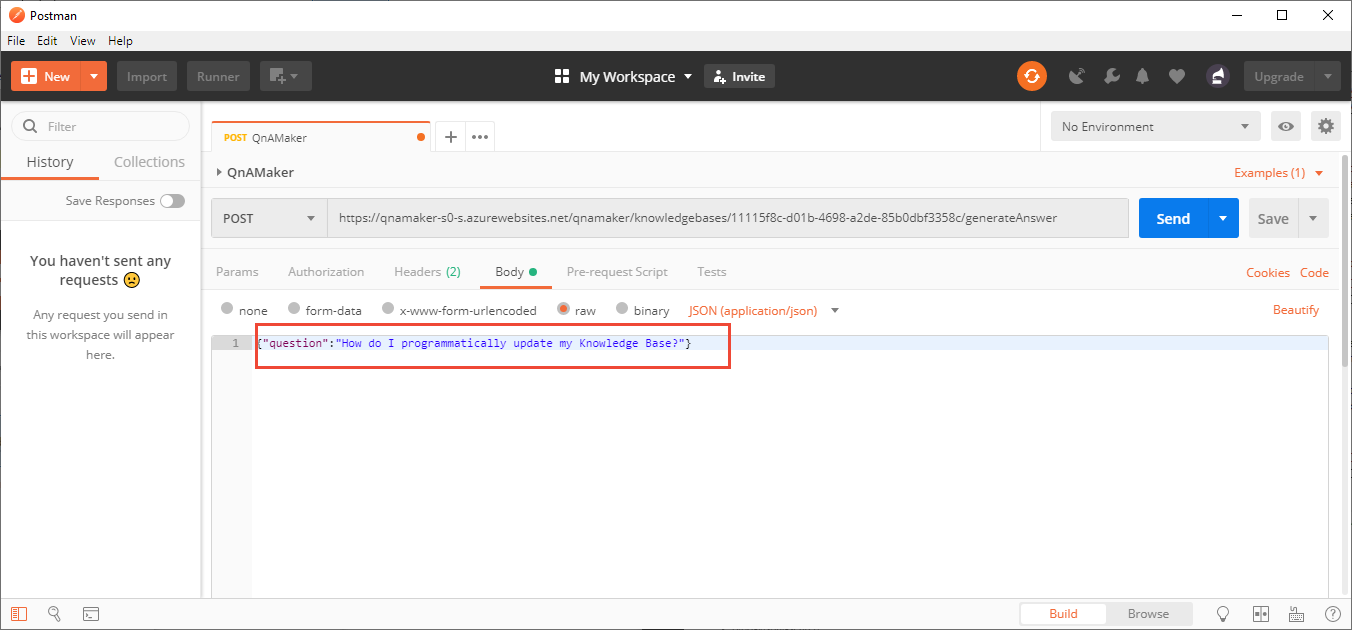 Postman
File Edit View Help
New Import Runner My Workspace Invite Upgrade
Filter
History Collections
Save Responses
You haven't sent any
requests
Any request you send in
this workspace will appear
here.
POST QnAMaker
No Environment
QnAMaker
Examples (1)
POST https://qnamaker-s0-s.azurewebsites.net/qnamaker/knowledgebases/11115f8c-d01b-4698-a2de-85b0dbf3358c/generateAnswer Send Save
Params Authorization Headers (2) Body Pre-request Script Tests Cookies Code
none form-data x-www-form-urlencoded raw binary JSON (application/json) Beautify
1 {"question":"How do I programmatically update my Knowledge Base?"}
Build Browse